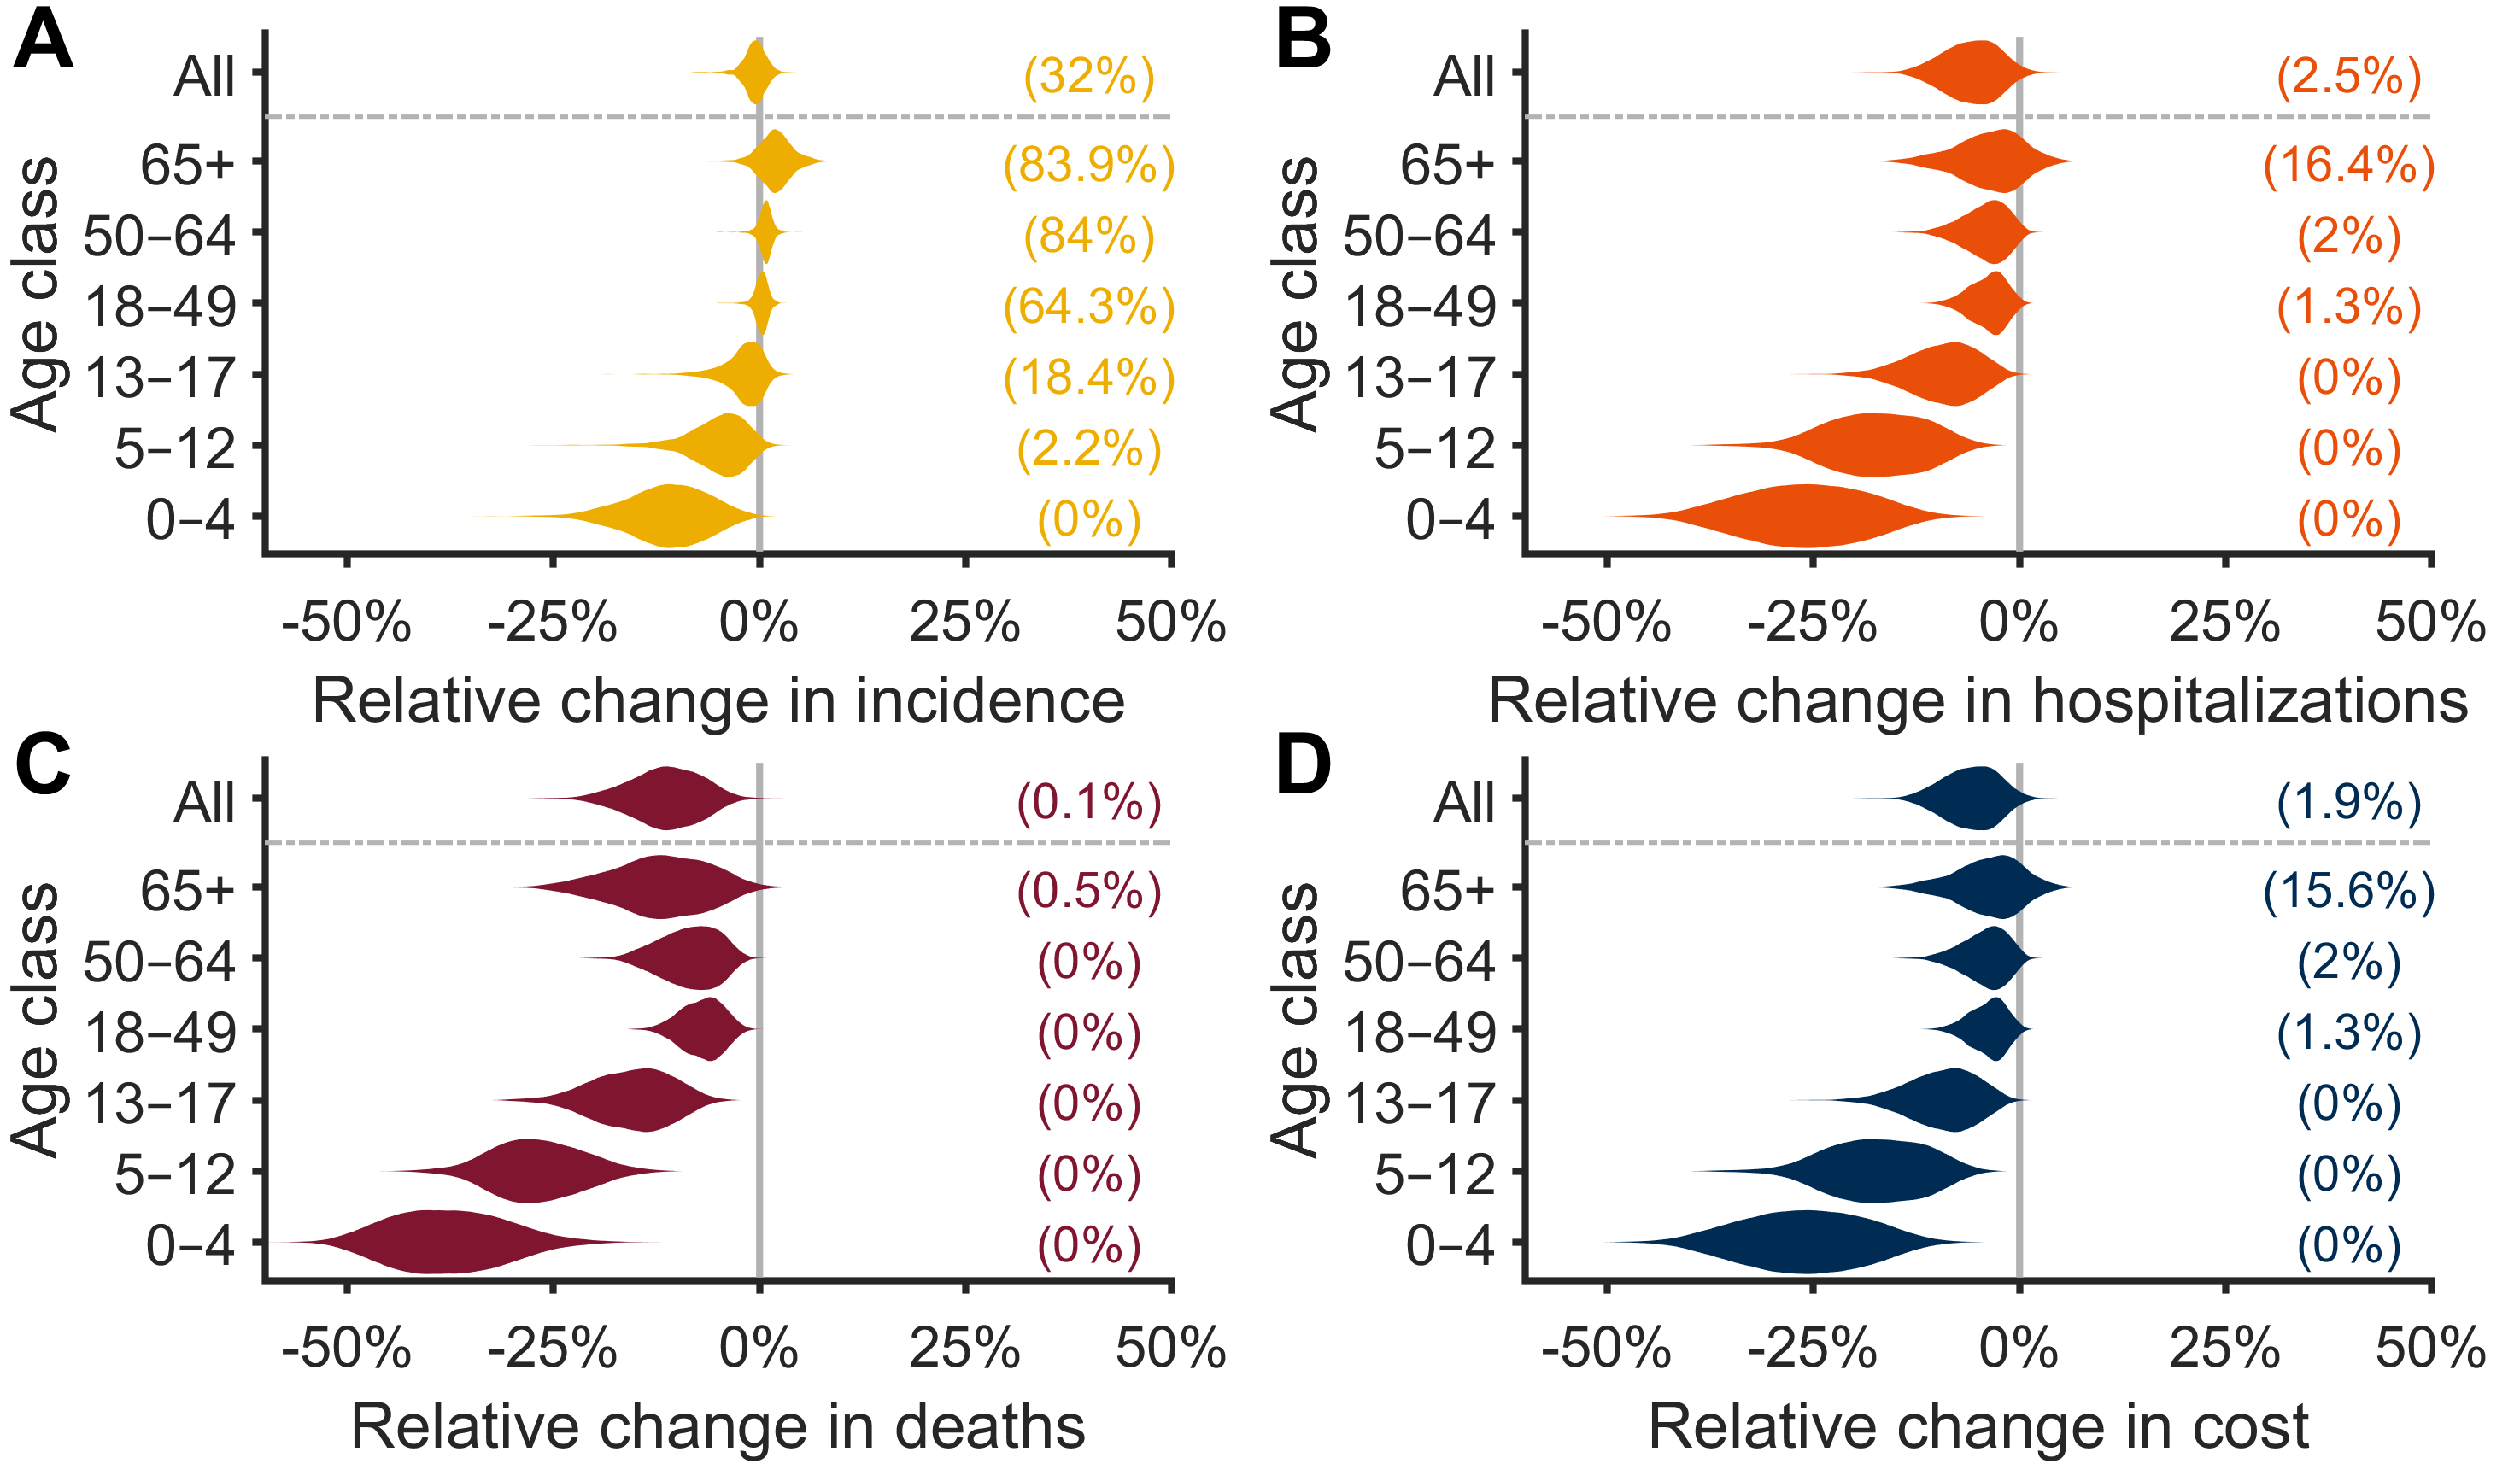 A
Age class
All (32%)
65+ (83.9%)
50–64 (84%)
18–49 (64.3%)
13–17 (18.4%)
5–12 (2.2%)
0–4 (0%)
-50% -25% 0% 25% 50%
Relative change in incidence
B
Age class
All (2.5%)
65+ (16.4%)
50–64 (2%)
18–49 (1.3%)
13–17 (0%)
5–12 (0%)
0–4 (0%)
-50% -25% 0% 25% 50%
Relative change in hospitalizations
C
Age class
All (0.1%)
65+ (0.5%)
50–64 (0%)
18–49 (0%)
13–17 (0%)
5–12 (0%)
0–4 (0%)
-50% -25% 0% 25% 50%
Relative change in deaths
D
Age class
All (1.9%)
65+ (15.6%)
50–64 (2%)
18–49 (1.3%)
13–17 (0%)
5–12 (0%)
0–4 (0%)
-50% -25% 0% 25% 50%
Relative change in cost